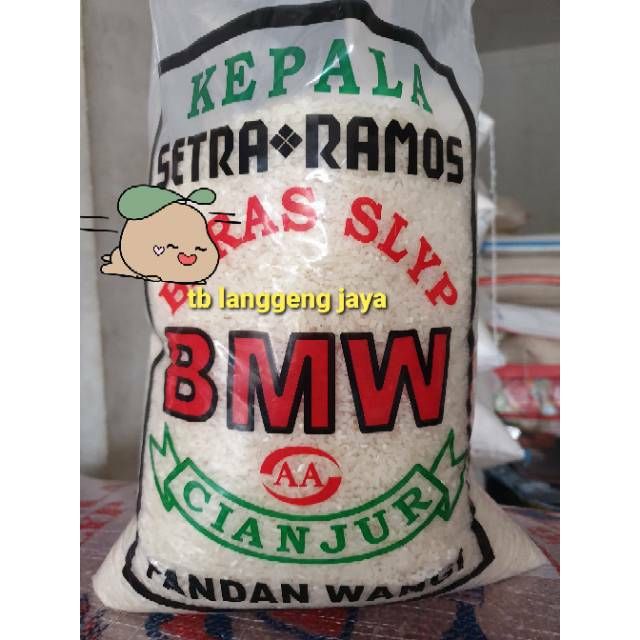 KEPALA
SETRA RAMOS
BERAS SLYP
tb langgeng jaya
BMW
AA
CIANJUR
PANDAN WANGI